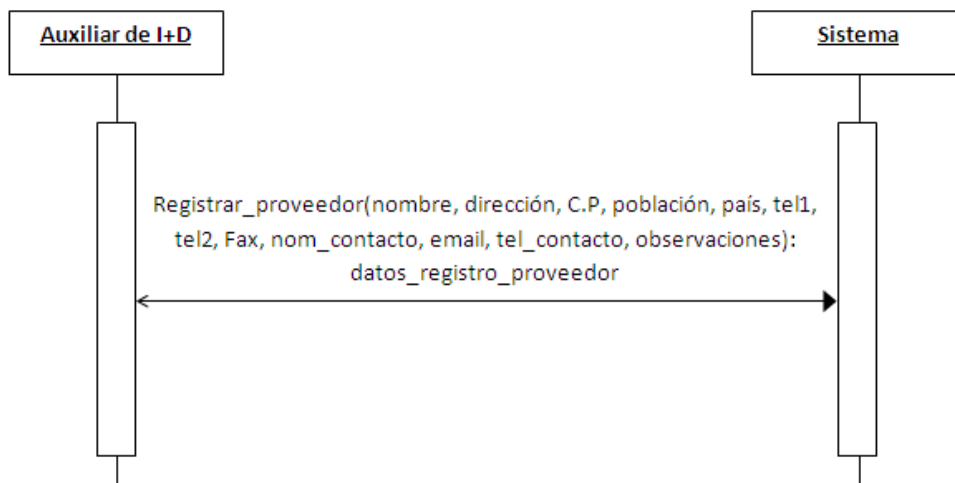 Auxiliar de I+D
Sistema
Registrar_proveedor(nombre, dirección, C.P, población, país, tel1,
tel2, Fax, nom_contacto, email, tel_contacto, observaciones):
datos_registro_proveedor